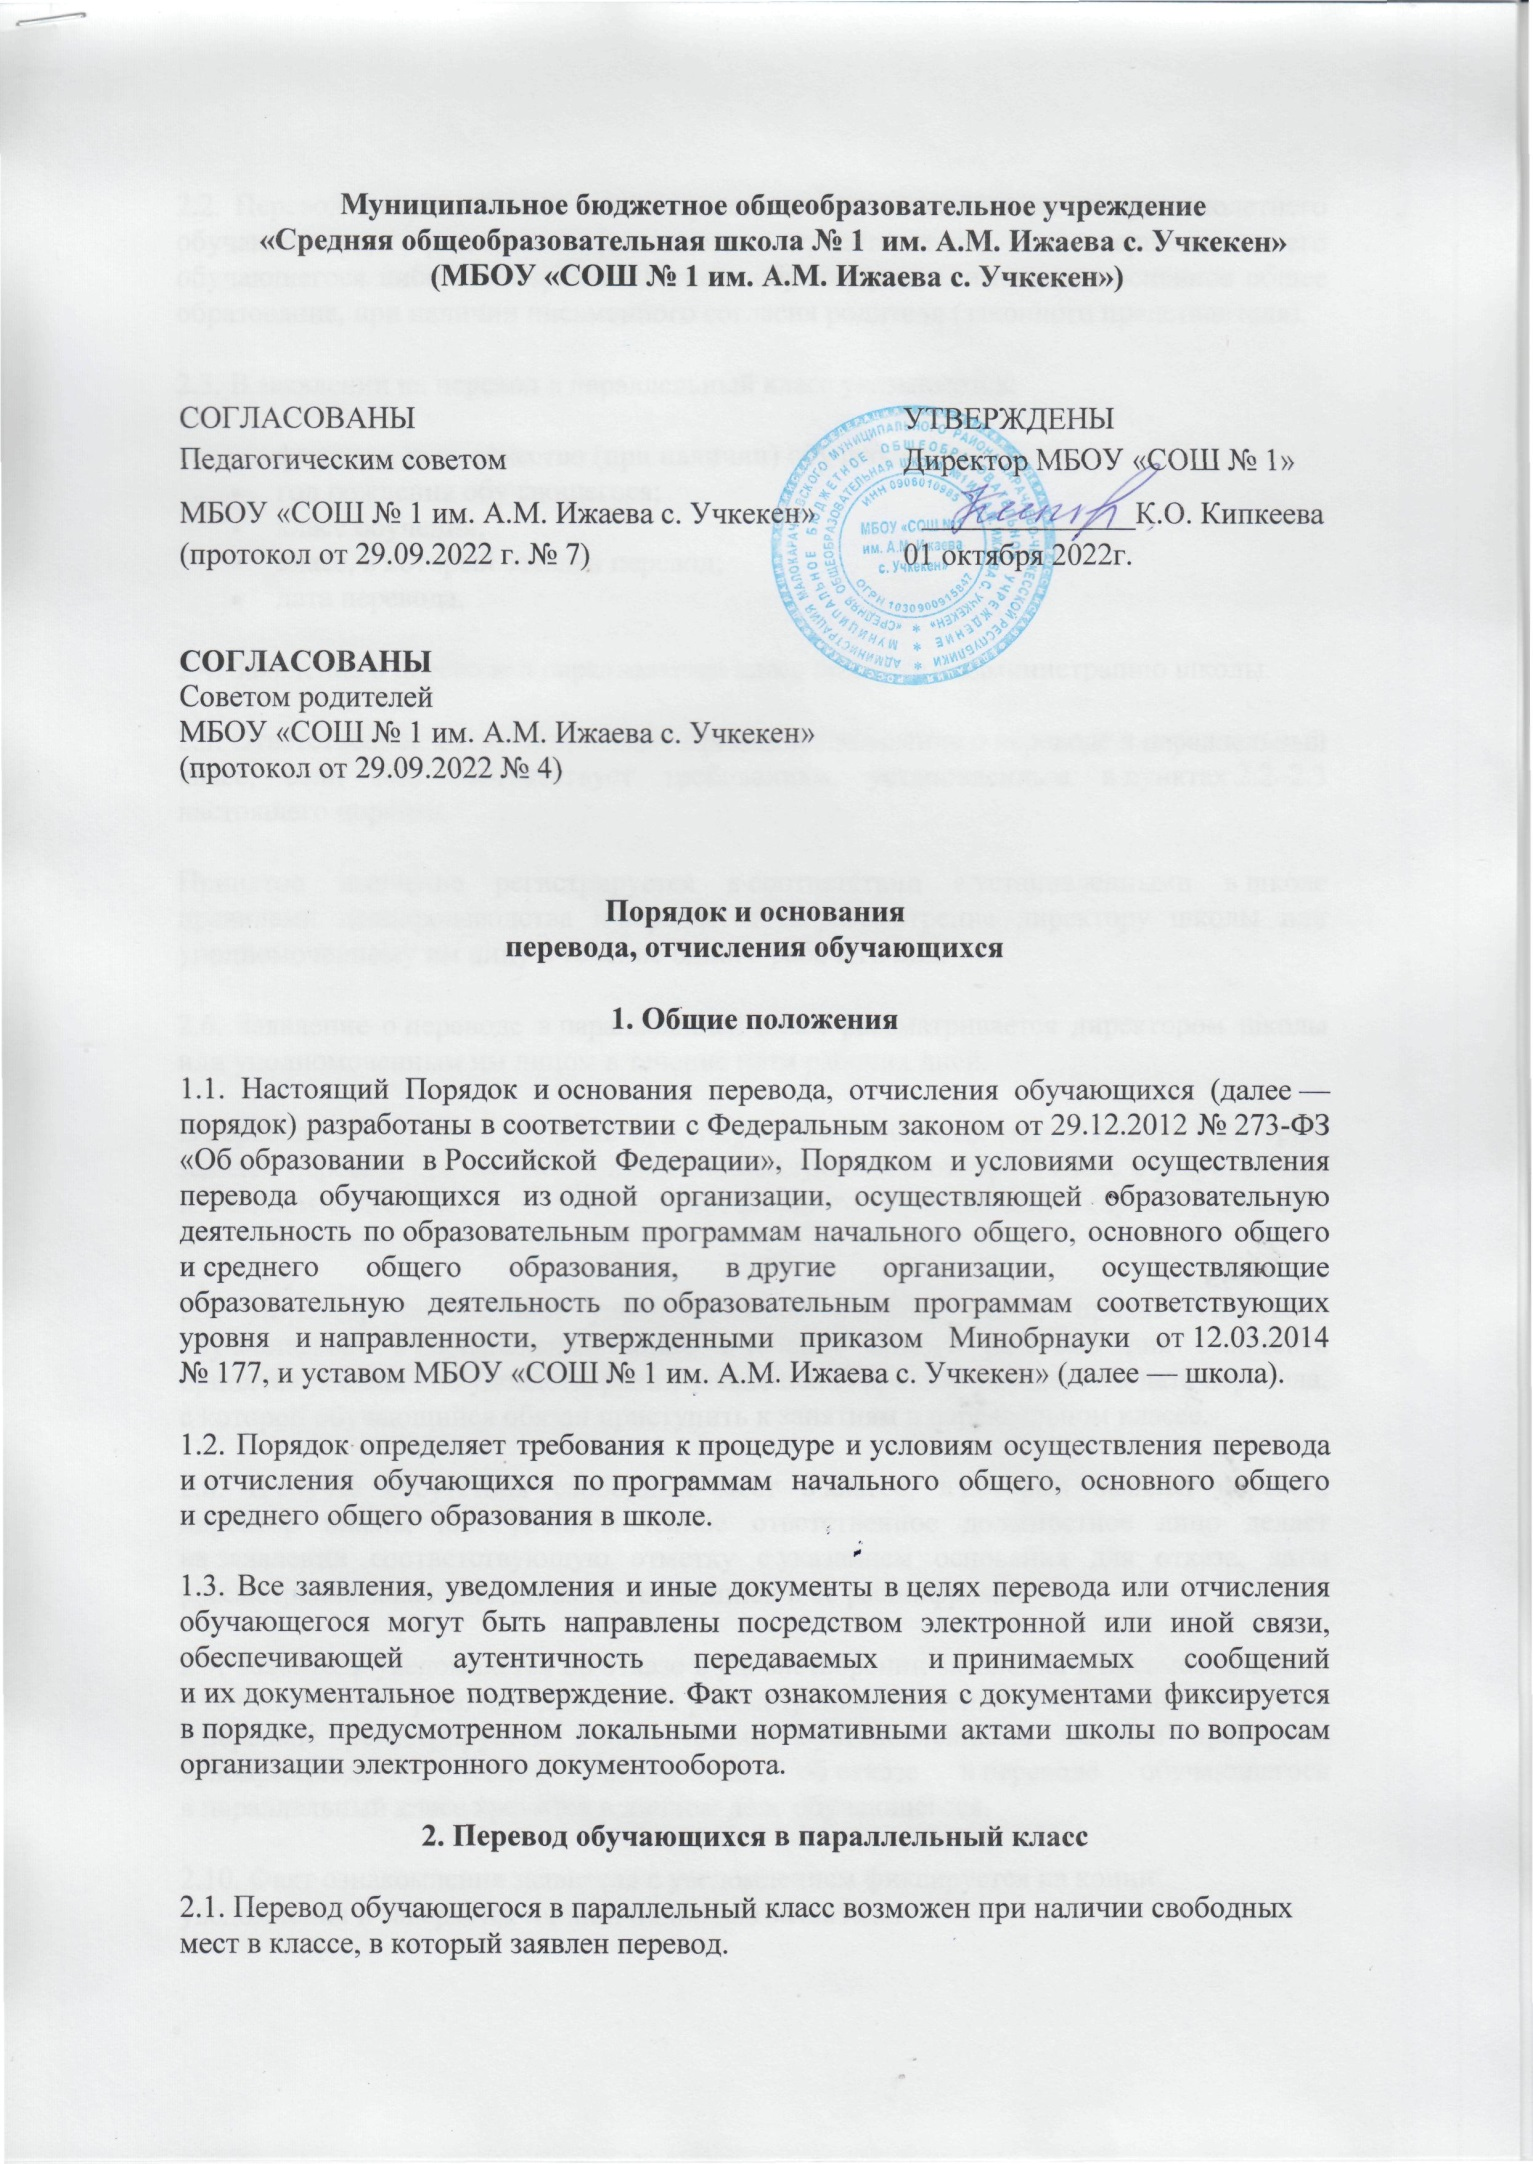 Муниципальное бюджетное общеобразовательное учреждение
«Средняя общеобразовательная школа № 1 им. А.М. Ижаева с. Учкекен»
(МБОУ «СОШ № 1 им. А.М. Ижаева с. Учкекен»)
СОГЛАСОВАНЫ
Педагогическим советом
МБОУ «СОШ № 1 им. А.М. Ижаева с. Учкекен»
(протокол от 29.09.2022 г. № 7)
УТВЕРЖДЕНЫ
Директор МБОУ «СОШ № 1»
______________К.О. Кипкеева
01 октября 2022г.
ИНН 0906010985
МБОУ «СОШ №1
им. А.М. Ижаева
с. Учкекен»
ОГРН 1030900915847
СОГЛАСОВАНЫ
Советом родителей
МБОУ «СОШ № 1 им. А.М. Ижаева с. Учкекен»
(протокол от 29.09.2022 № 4)
Порядок и основания
перевода, отчисления обучающихся
1. Общие положения
1.1. Настоящий Порядок и основания перевода, отчисления обучающихся (далее —
порядок) разработаны в соответствии с Федеральным законом от 29.12.2012 № 273-ФЗ
«Об образовании в Российской Федерации», Порядком и условиями осуществления
перевода обучающихся из одной организации, осуществляющей образовательную
деятельность по образовательным программам начального общего, основного общего
и среднего общего образования, в другие организации, осуществляющие
образовательную деятельность по образовательным программам соответствующих
уровня и направленности, утвержденными приказом Минобрнауки от 12.03.2014
№ 177, и уставом МБОУ «СОШ № 1 им. А.М. Ижаева с. Учкекен» (далее — школа).
1.2. Порядок определяет требования к процедуре и условиям осуществления перевода
и отчисления обучающихся по программам начального общего, основного общего
и среднего общего образования в школе.
1.3. Все заявления, уведомления и иные документы в целях перевода или отчисления
обучающегося могут быть направлены посредством электронной или иной связи,
обеспечивающей аутентичность передаваемых и принимаемых сообщений
и их документальное подтверждение. Факт ознакомления с документами фиксируется
в порядке, предусмотренном локальными нормативными актами школы по вопросам
организации электронного документооборота.
2. Перевод обучающихся в параллельный класс
2.1. Перевод обучающегося в параллельный класс возможен при наличии свободных
мест в классе, в который заявлен перевод.